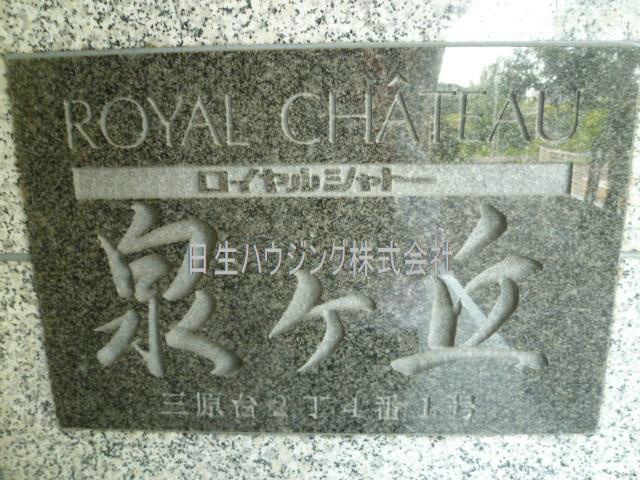 ROYAL CHÂTEAU
ロイヤルシャトー
泉ヶ丘
日生ハウジング株式会社
三原台2丁4番1号